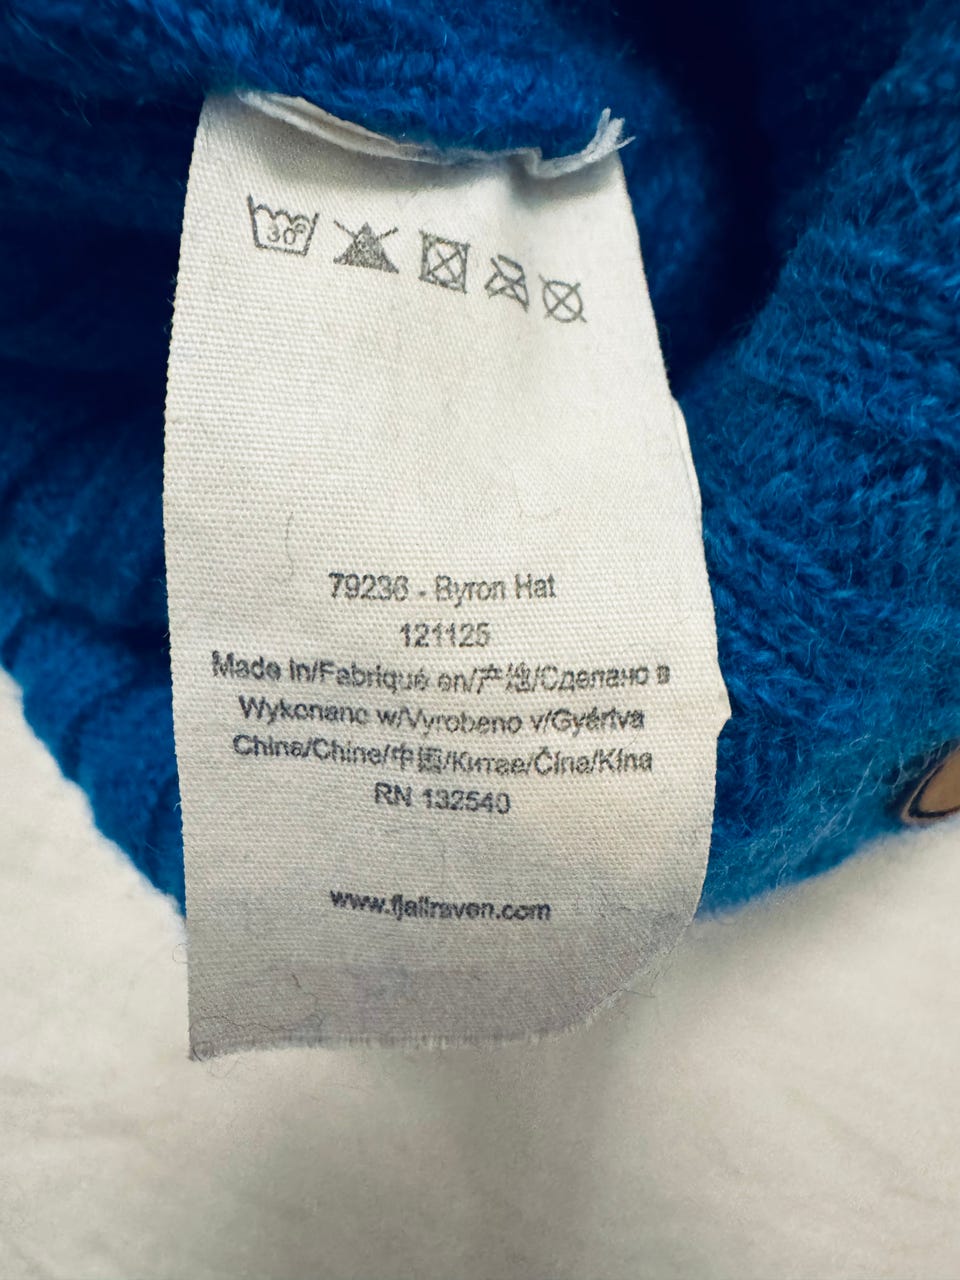 30°
79236 - Byron Hat
121125
Made in/Fabriqué en/产地/Сделано в
Wykonano w/Vyrobeno v/Gyártva
China/Chine/中国/Китае/Čína/Kína
RN 132540
www.fjallraven.com